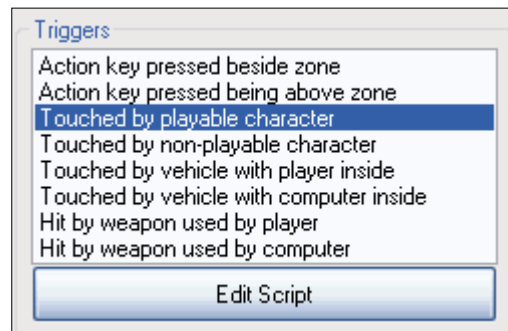 Triggers
Action key pressed beside zone
Action key pressed being above zone
Touched by playable character
Touched by non-playable character
Touched by vehicle with player inside
Touched by vehicle with computer inside
Hit by weapon used by player
Hit by weapon used by computer
Edit Script